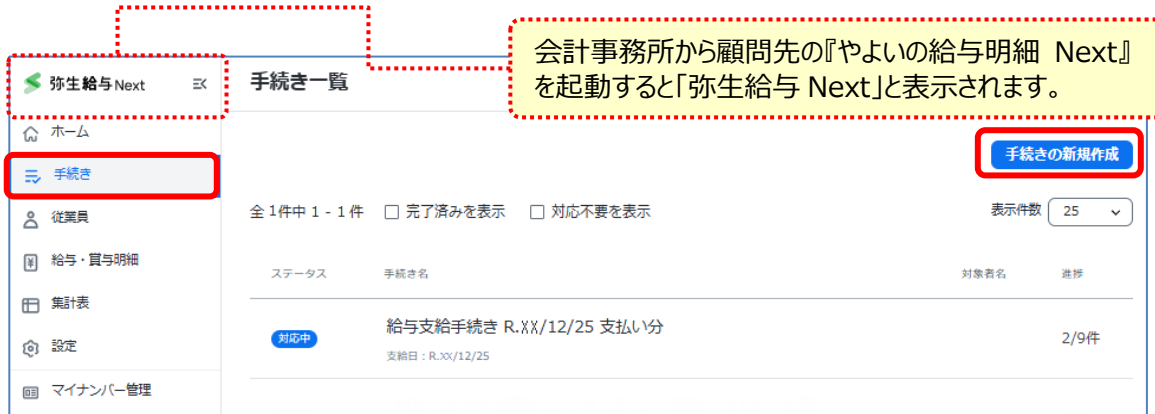 会計事務所から顧問先の『やよいの給与明細 Next』
を起動すると「弥生給与 Next」と表示されます。
弥生給与 Next
手続き一覧
ホーム
手続き
従業員
給与・賞与明細
集計表
設定
マイナンバー管理
手続きの新規作成
全1件中 1 - 1件 完了済みを表示 対応不要を表示 表示件数 25
ステータス 手続き名 対象者名 進捗
対応中 給与支給手続き R.XX/12/25 支払い分 2/9件
支給日：R.XX/12/25